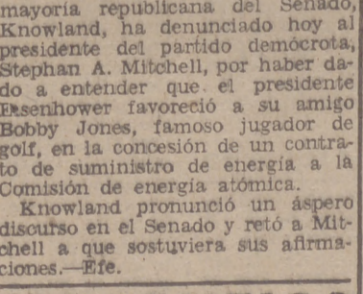 mayoría republicana del Senado,
Knowland, ha denunciado hoy al
presidente del partido demócrota,
Stephan A. Mitchell, por haber da-
do a entender que el presidente
Eisenhower favoreció a su amigo
Bobby Jones, famoso jugador de
golf, en la concesión de un contra-
to de suministro de energía a la
Comisión de energía atómica.
Knowland pronunció un áspero
discurso en el Senado y retó a Mit-
chell a que sostuviera sus afirma-
ciones.—Efe.